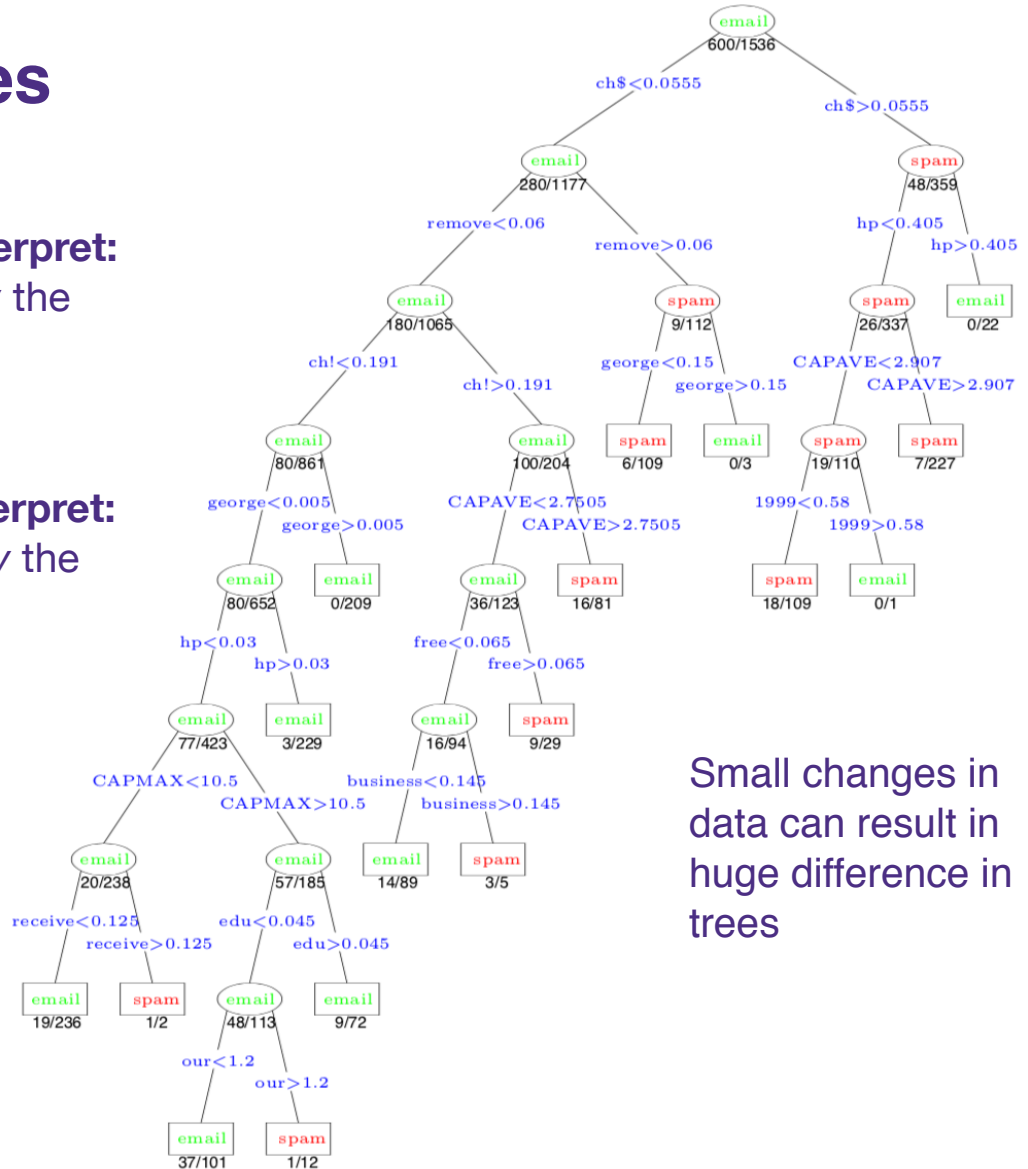 es
erpret:
the
erpret:
the
email
600/1536
ch$<0.0555
ch$>0.0555
email
280/1177
spam
48/359
remove<0.06
remove>0.06
hp<0.405
hp>0.405
email
180/1065
spam
9/112
spam
26/337
email
0/22
ch!<0.191
ch!>0.191
george<0.15
george>0.15
CAPAVE<2.907
CAPAVE>2.907
email
80/861
email
100/204
spam
6/109
email
0/3
spam
19/110
spam
7/227
george<0.005
george>0.005
CAPAVE<2.7505
CAPAVE>2.7505
1999<0.58
1999>0.58
email
80/652
email
0/209
email
36/123
spam
16/81
spam
18/109
email
0/1
hp<0.03
hp>0.03
free<0.065
free>0.065
email
77/423
email
3/229
email
16/94
spam
9/29
CAPMAX<10.5
CAPMAX>10.5
business<0.145
business>0.145
email
20/238
email
57/185
email
14/89
spam
3/5
receive<0.125
receive>0.125
edu<0.045
edu>0.045
email
19/236
spam
1/2
email
48/113
email
9/72
our<1.2
our>1.2
email
37/101
spam
1/12
Small changes in
data can result in
huge difference in
trees